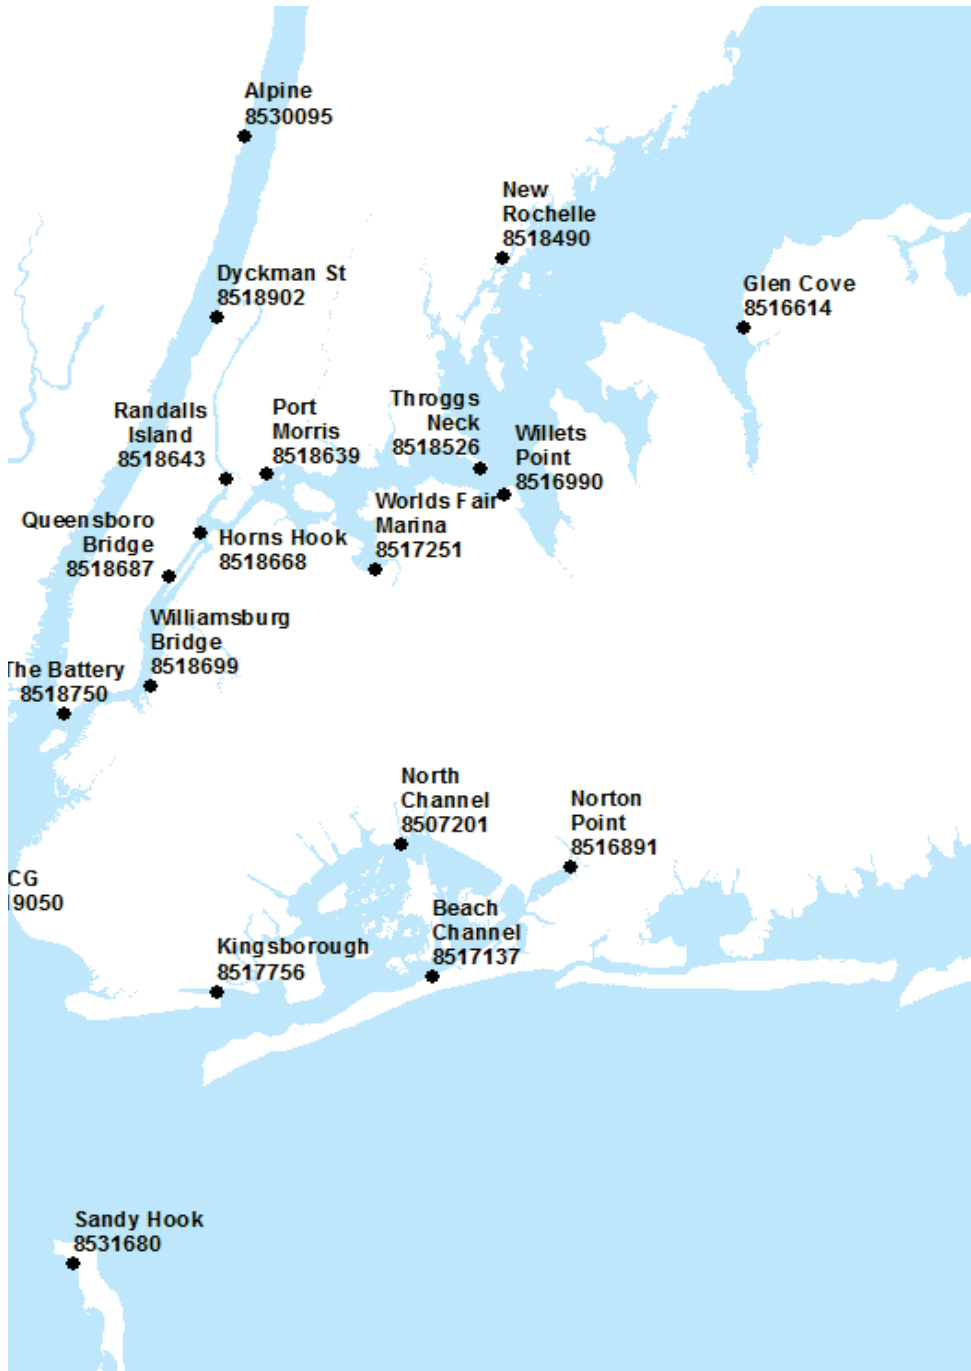 Alpine
8530095
New
Rochelle
8518490
Dyckman St
8518902
Glen Cove
8516614
Randalls
Island
8518643
Port
Morris
8518639
Throggs
Neck
8518526
Willets
Point
8516990
Worlds Fair
Marina
8517251
Queensboro
Bridge
8518687
Horns Hook
8518668
Williamsburg
Bridge
8518699
The Battery
8518750
North
Channel
8507201
Norton
Point
8516891
CG
19050
Beach
Channel
8517137
Kingsborough
8517756
Sandy Hook
8531680